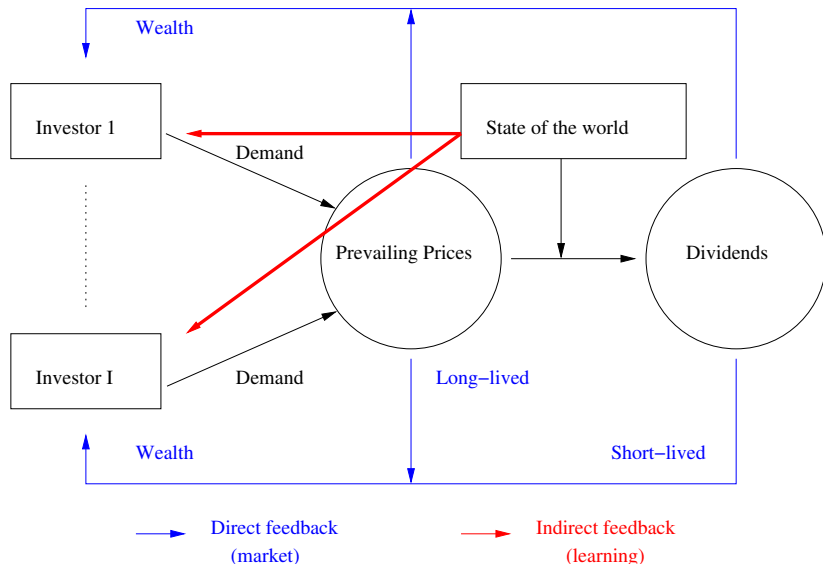 Wealth
Investor 1
State of the world
Demand
Prevailing Prices
Dividends
Investor I
Demand
Long−lived
Wealth
Short−lived
Direct feedback
(market)
Indirect feedback
(learning)